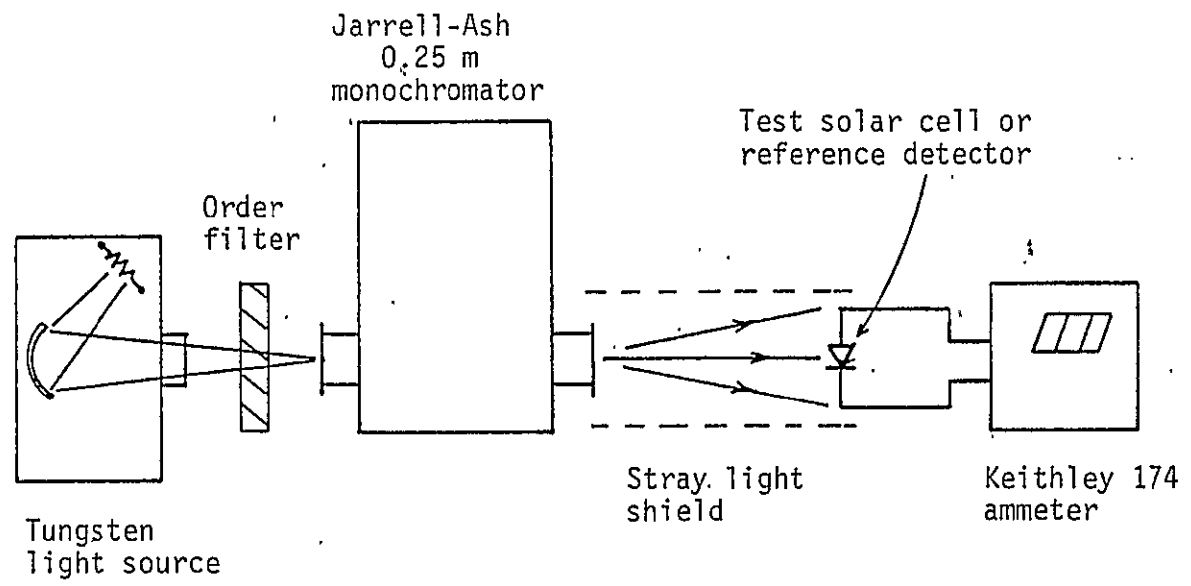 Jarrell-Ash
0.25 m
monochromator
Test solar cell or
reference detector
Order
filter
Stray. light
shield
Keithley 174
ammeter
Tungsten
light source